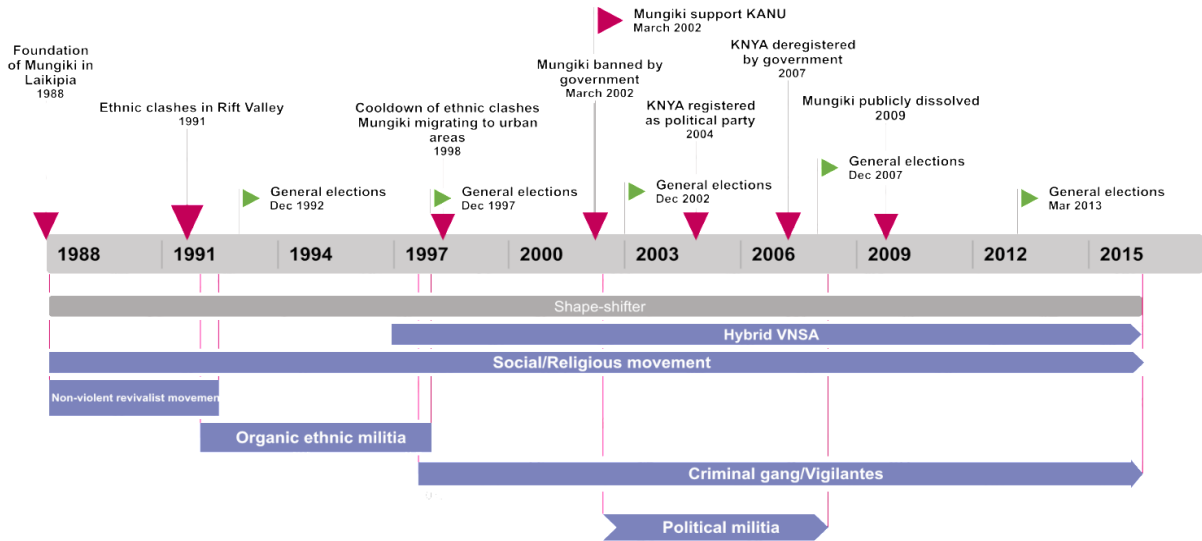 Mungiki support KANU
March 2002
Foundation
of Mungiki in
Laikipia
1988
KNYA deregistered
by government
2007
Mungiki banned by
government
March 2002
Ethnic clashes in Rift Valley
1991
Cooldown of ethnic clashes
Mungiki migrating to urban
areas
1998
KNYA registered
as political party
2004
Mungiki publicly dissolved
2009
General elections
Dec 1992
General elections
Dec 1997
General elections
Dec 2002
General elections
Dec 2007
General elections
Mar 2013
1988 1991 1994 1997 2000 2003 2006 2009 2012 2015
Shape-shifter
Hybrid VNSA
Social/Religious movement
Non-violent revivalist movemen
Organic ethnic militia
Criminal gang/Vigilantes
Political militia